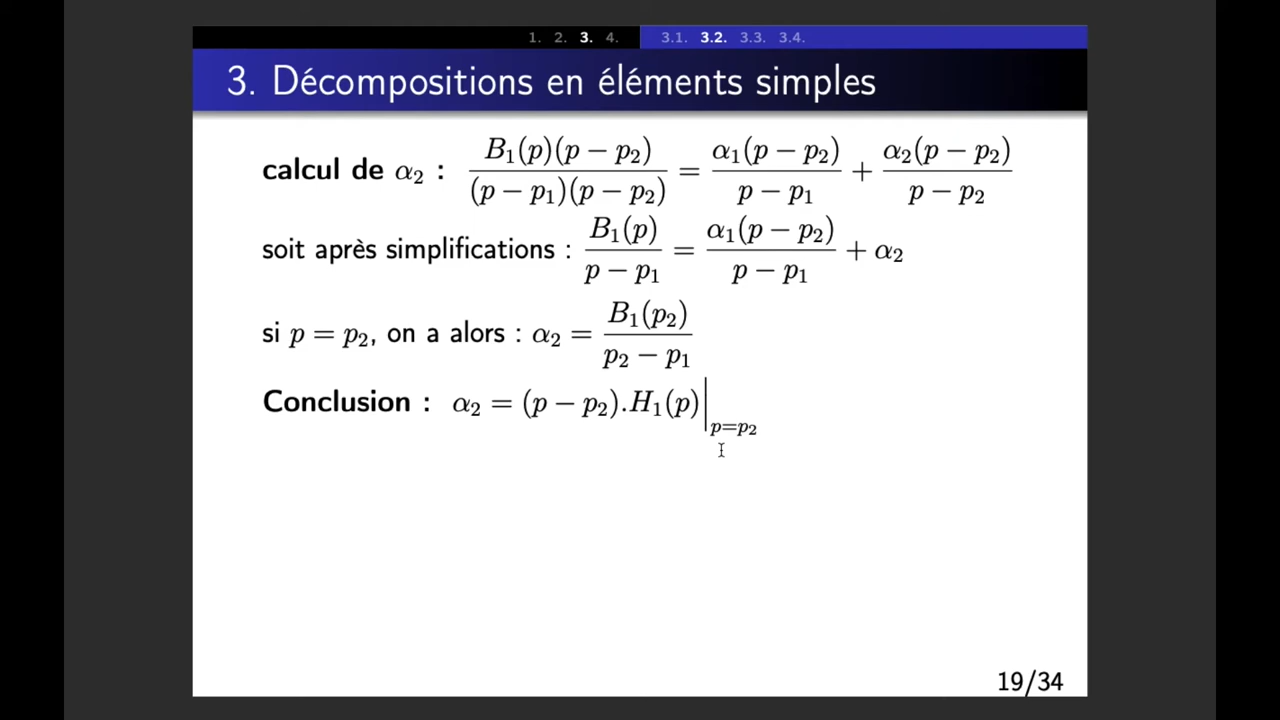 1. 2. 3. 4. 3.1. 3.2. 3.3. 3.4.
3. Décompositions en éléments simples
calcul de α₂ : B₁(p)(p − p₂) / (p − p₁)(p − p₂) = α₁(p − p₂) / (p − p₁) + α₂(p − p₂) / (p − p₂)
soit après simplifications : B₁(p) / (p − p₁) = α₁(p − p₂) / (p − p₁) + α₂
si p = p₂, on a alors : α₂ = B₁(p₂) / (p₂ − p₁)
Conclusion : α₂ = (p − p₂).H₁(p)|p=p₂
19/34